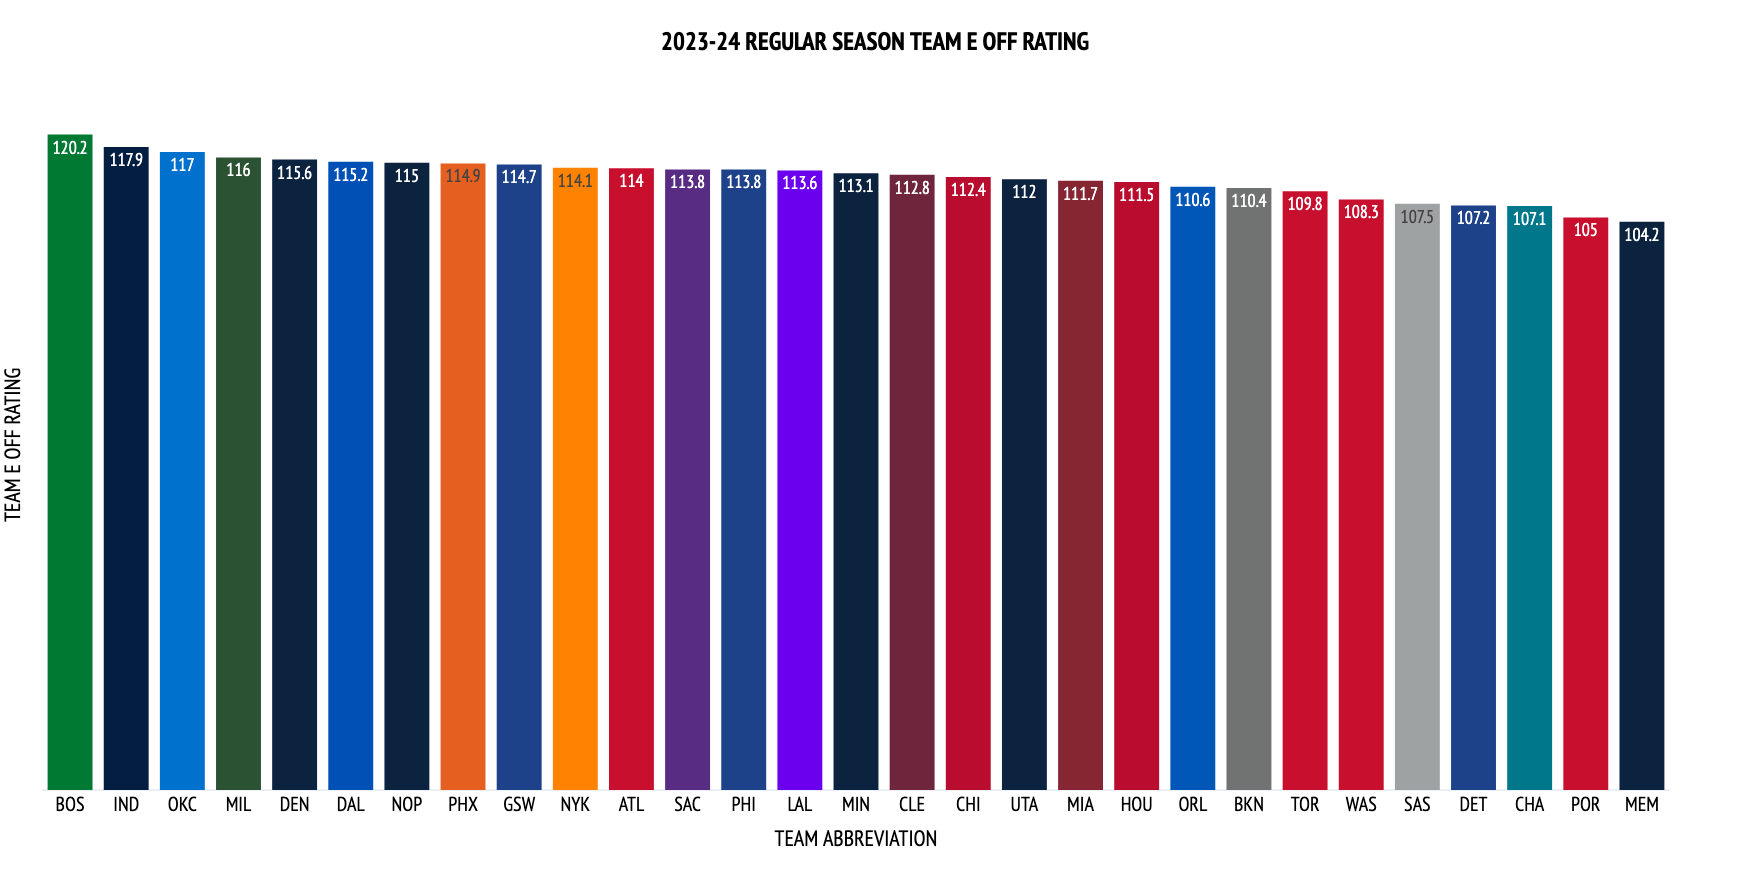 2023-24 REGULAR SEASON TEAM E OFF RATING
TEAM E OFF RATING
120.2 117.9 117 116 115.6 115.2 115 114.9 114.7 114.1 114 113.8 113.8 113.6 113.1 112.8 112.4 112 111.7 111.5 110.6 110.4 109.8 108.3 107.5 107.2 107.1 105 104.2
BOS IND OKC MIL DEN DAL NOP PHX GSW NYK ATL SAC PHI LAL MIN CLE CHI UTA MIA HOU ORL BKN TOR WAS SAS DET CHA POR MEM
TEAM ABBREVIATION